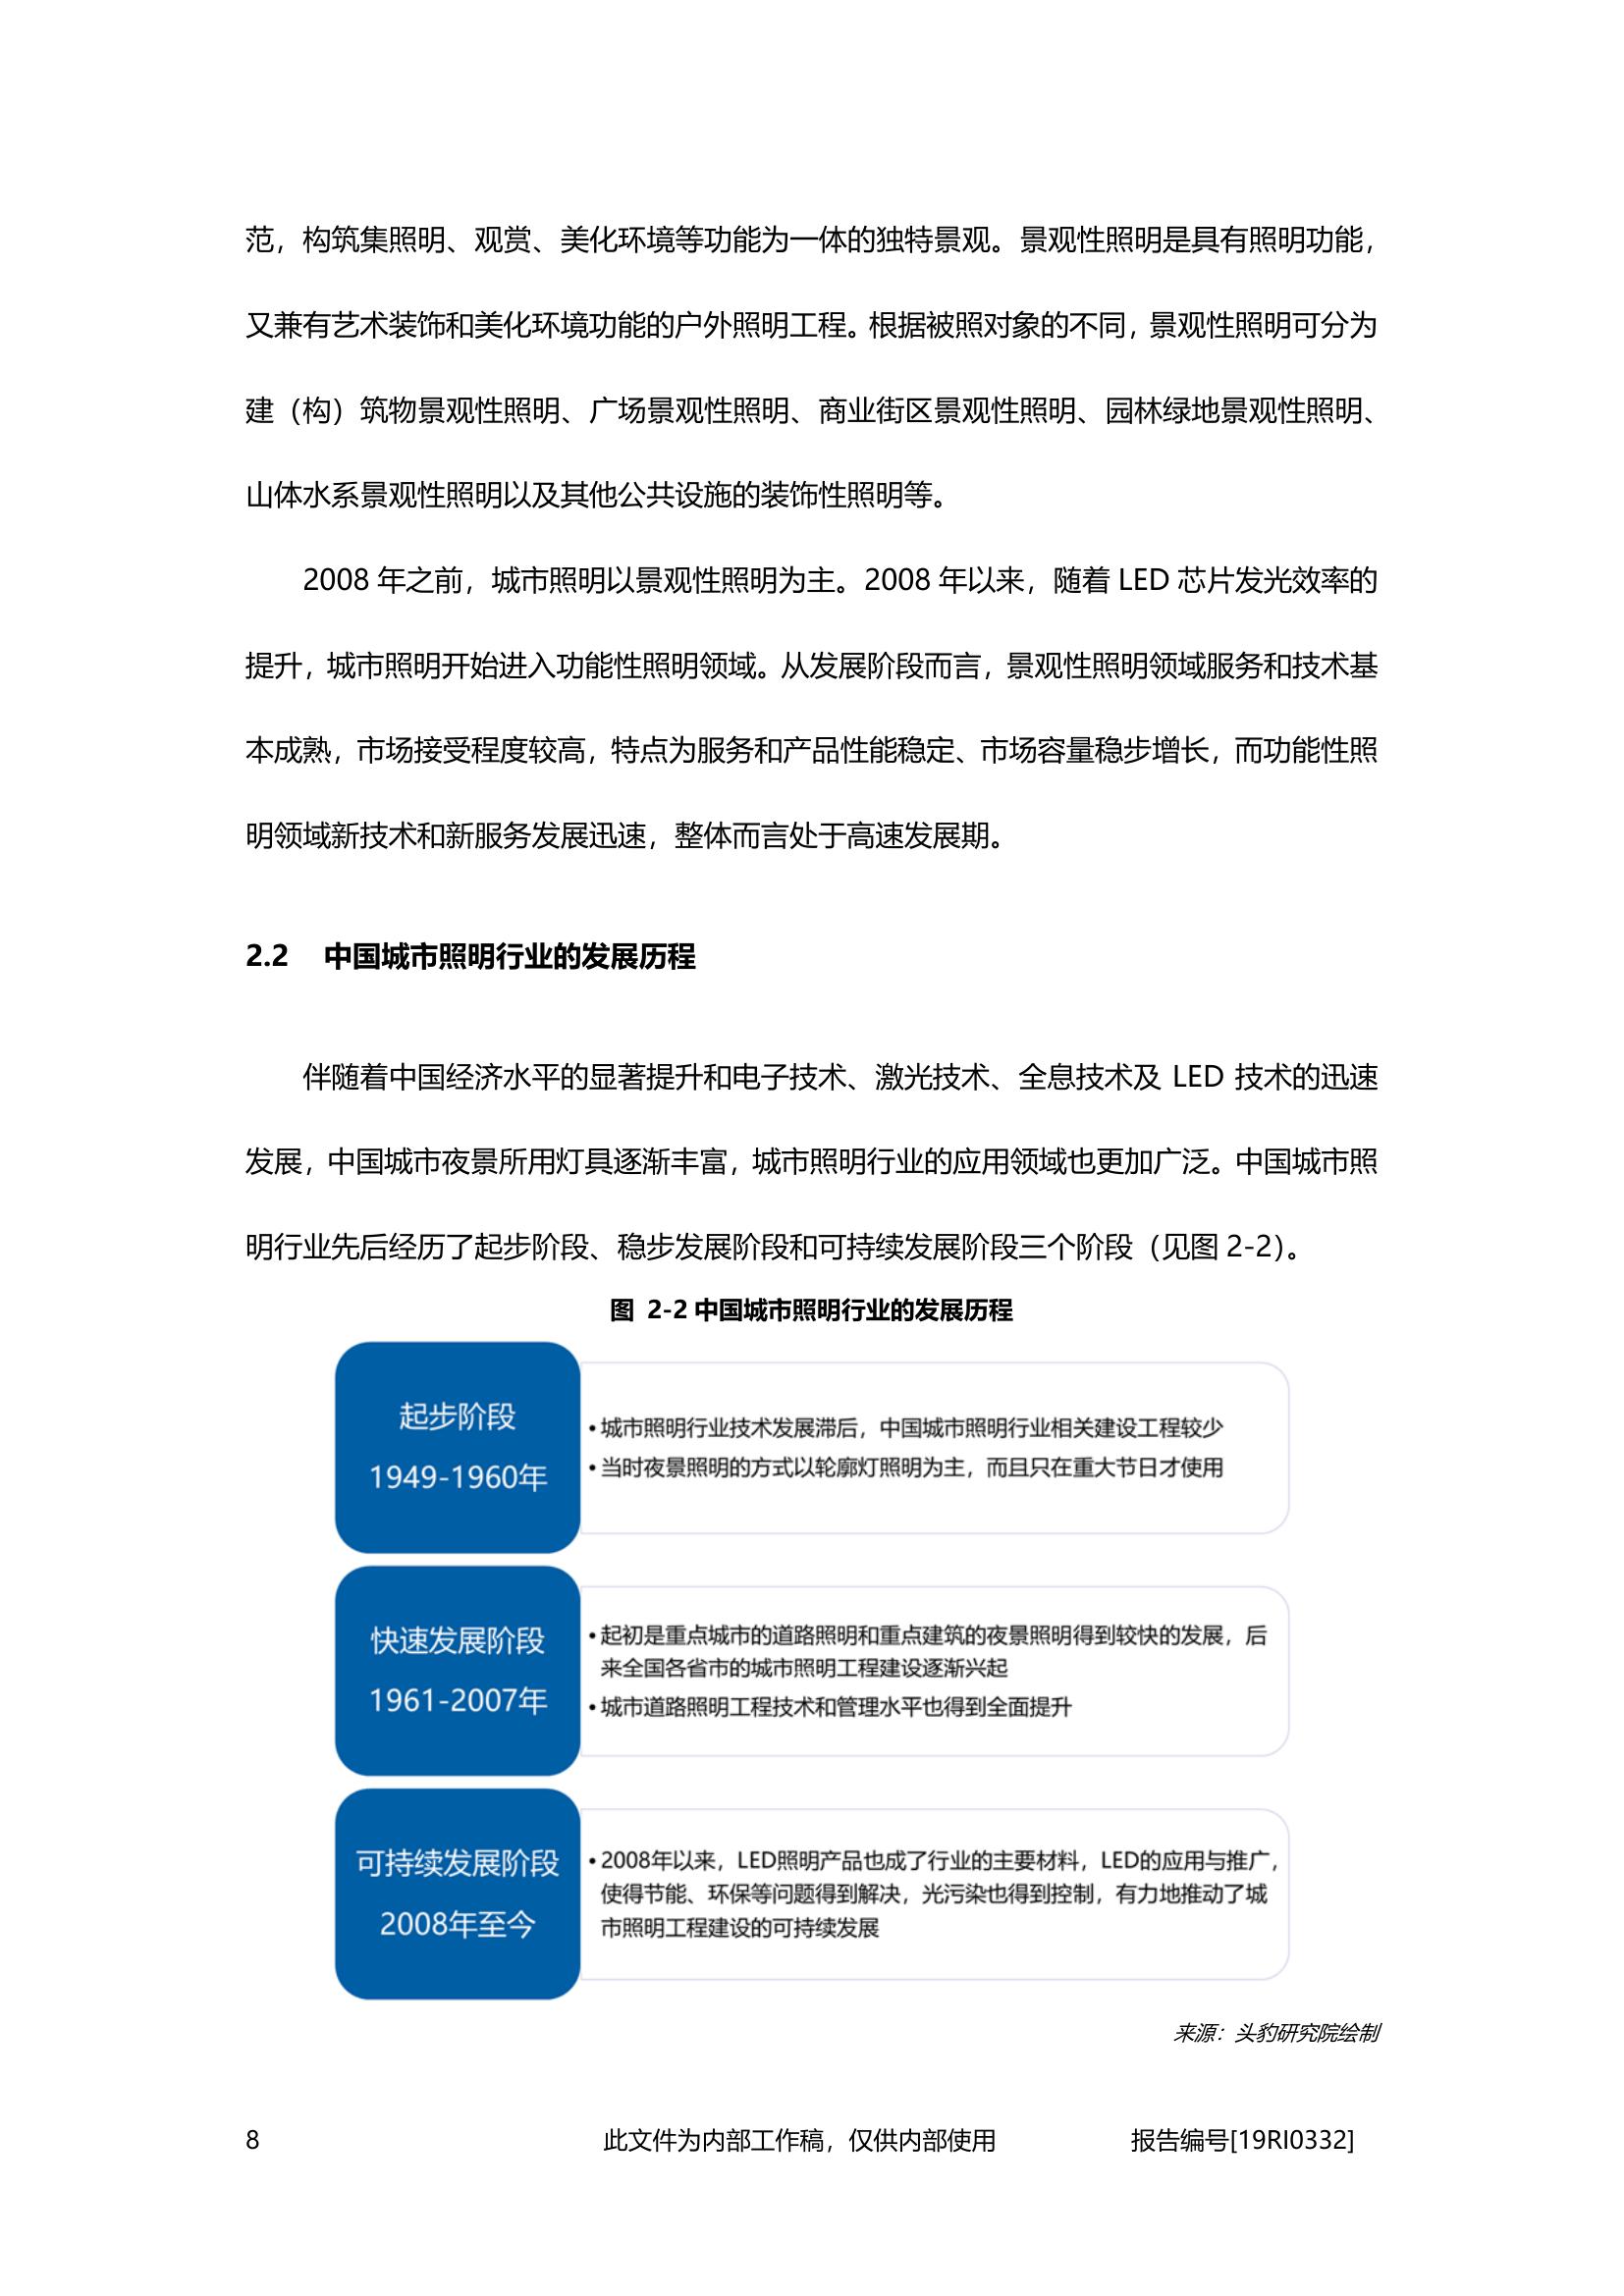 范，构筑集照明、观赏、美化环境等功能为一体的独特景观。景观性照明是具有照明功能，
又兼有艺术装饰和美化环境功能的户外照明工程。根据被照对象的不同，景观性照明可分为
建（构）筑物景观性照明、广场景观性照明、商业街区景观性照明、园林绿地景观性照明、
山体水系景观性照明以及其他公共设施的装饰性照明等。
2008 年之前，城市照明以景观性照明为主。2008 年以来，随着 LED 芯片发光效率的
提升，城市照明开始进入功能性照明领域。从发展阶段而言，景观性照明领域服务和技术基
本成熟，市场接受程度较高，特点为服务和产品性能稳定、市场容量稳步增长，而功能性照
明领域新技术和新服务发展迅速，整体而言处于高速发展期。
2.2 中国城市照明行业的发展历程
伴随着中国经济水平的显著提升和电子技术、激光技术、全息技术及 LED 技术的迅速
发展，中国城市夜景所用灯具逐渐丰富，城市照明行业的应用领域也更加广泛。中国城市照
明行业先后经历了起步阶段、稳步发展阶段和可持续发展阶段三个阶段（见图 2-2）。
图 2-2 中国城市照明行业的发展历程
起步阶段
1949-1960年
•城市照明行业技术发展滞后，中国城市照明行业相关建设工程较少
•当时夜景照明的方式以轮廓灯照明为主，而且只在重大节日才使用
快速发展阶段
1961-2007年
•起初是重点城市的道路照明和重点建筑的夜景照明得到较快的发展，后
来全国各省市的城市照明工程建设逐渐兴起
•城市道路照明工程技术和管理水平也得到全面提升
可持续发展阶段
2008年至今
•2008年以来，LED照明产品也成了行业的主要材料，LED的应用与推广，
使得节能、环保等问题得到解决，光污染也得到控制，有力地推动了城
市照明工程建设的可持续发展
来源：头豹研究院绘制
8 此文件为内部工作稿，仅供内部使用 报告编号[19RI0332]